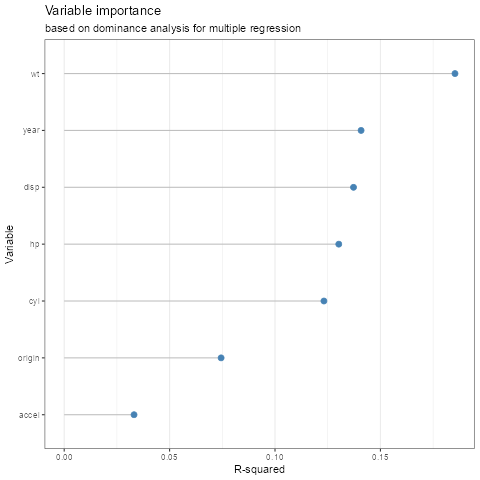 Variable importance
based on dominance analysis for multiple regression
wt
year
disp
hp
cyl
origin
accel
Variable
0.00 0.05 0.10 0.15
R-squared